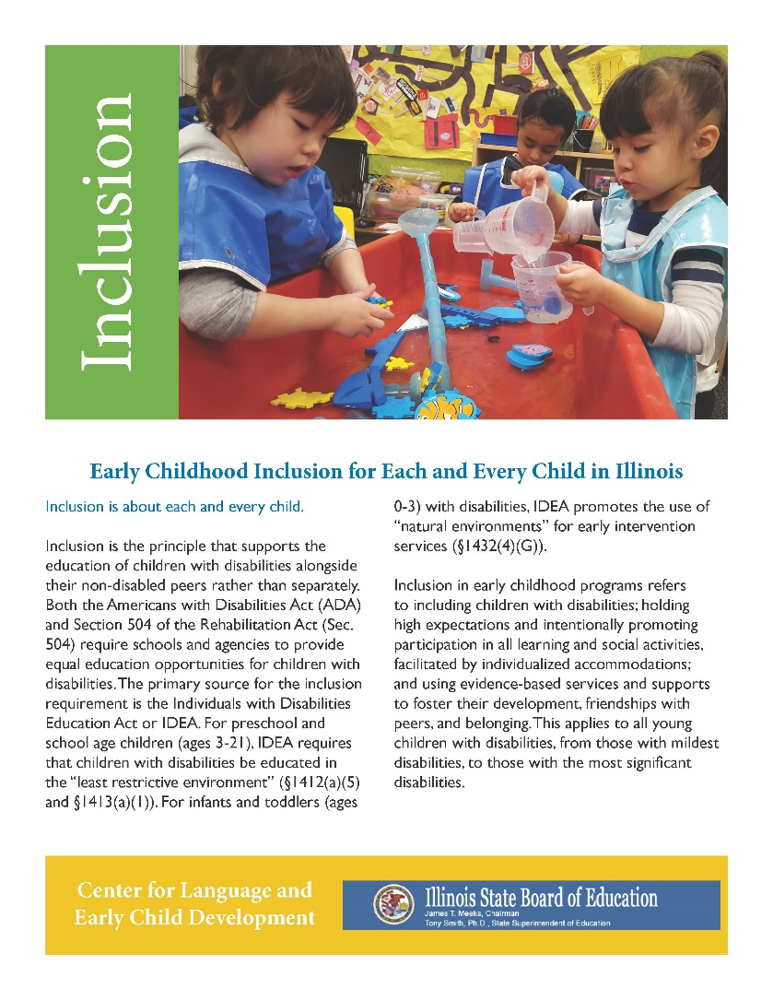 Inclusion
Early Childhood Inclusion for Each and Every Child in Illinois
Inclusion is about each and every child.
Inclusion is the principle that supports the
education of children with disabilities alongside
their non-disabled peers rather than separately.
Both the Americans with Disabilities Act (ADA)
and Section 504 of the Rehabilitation Act (Sec.
504) require schools and agencies to provide
equal education opportunities for children with
disabilities. The primary source for the inclusion
requirement is the Individuals with Disabilities
Education Act or IDEA. For preschool and
school age children (ages 3-21), IDEA requires
that children with disabilities be educated in
the “least restrictive environment” (§1412(a)(5)
and §1413(a)(1)). For infants and toddlers (ages
0-3) with disabilities, IDEA promotes the use of
“natural environments” for early intervention
services (§1432(4)(G)).
Inclusion in early childhood programs refers
to including children with disabilities; holding
high expectations and intentionally promoting
participation in all learning and social activities,
facilitated by individualized accommodations;
and using evidence-based services and supports
to foster their development, friendships with
peers, and belonging. This applies to all young
children with disabilities, from those with mildest
disabilities, to those with the most significant
disabilities.
Center for Language and
Early Child Development
Illinois State Board of Education
James T. Meeks, Chairman
Tony Smith, Ph.D., State Superintendent of Education